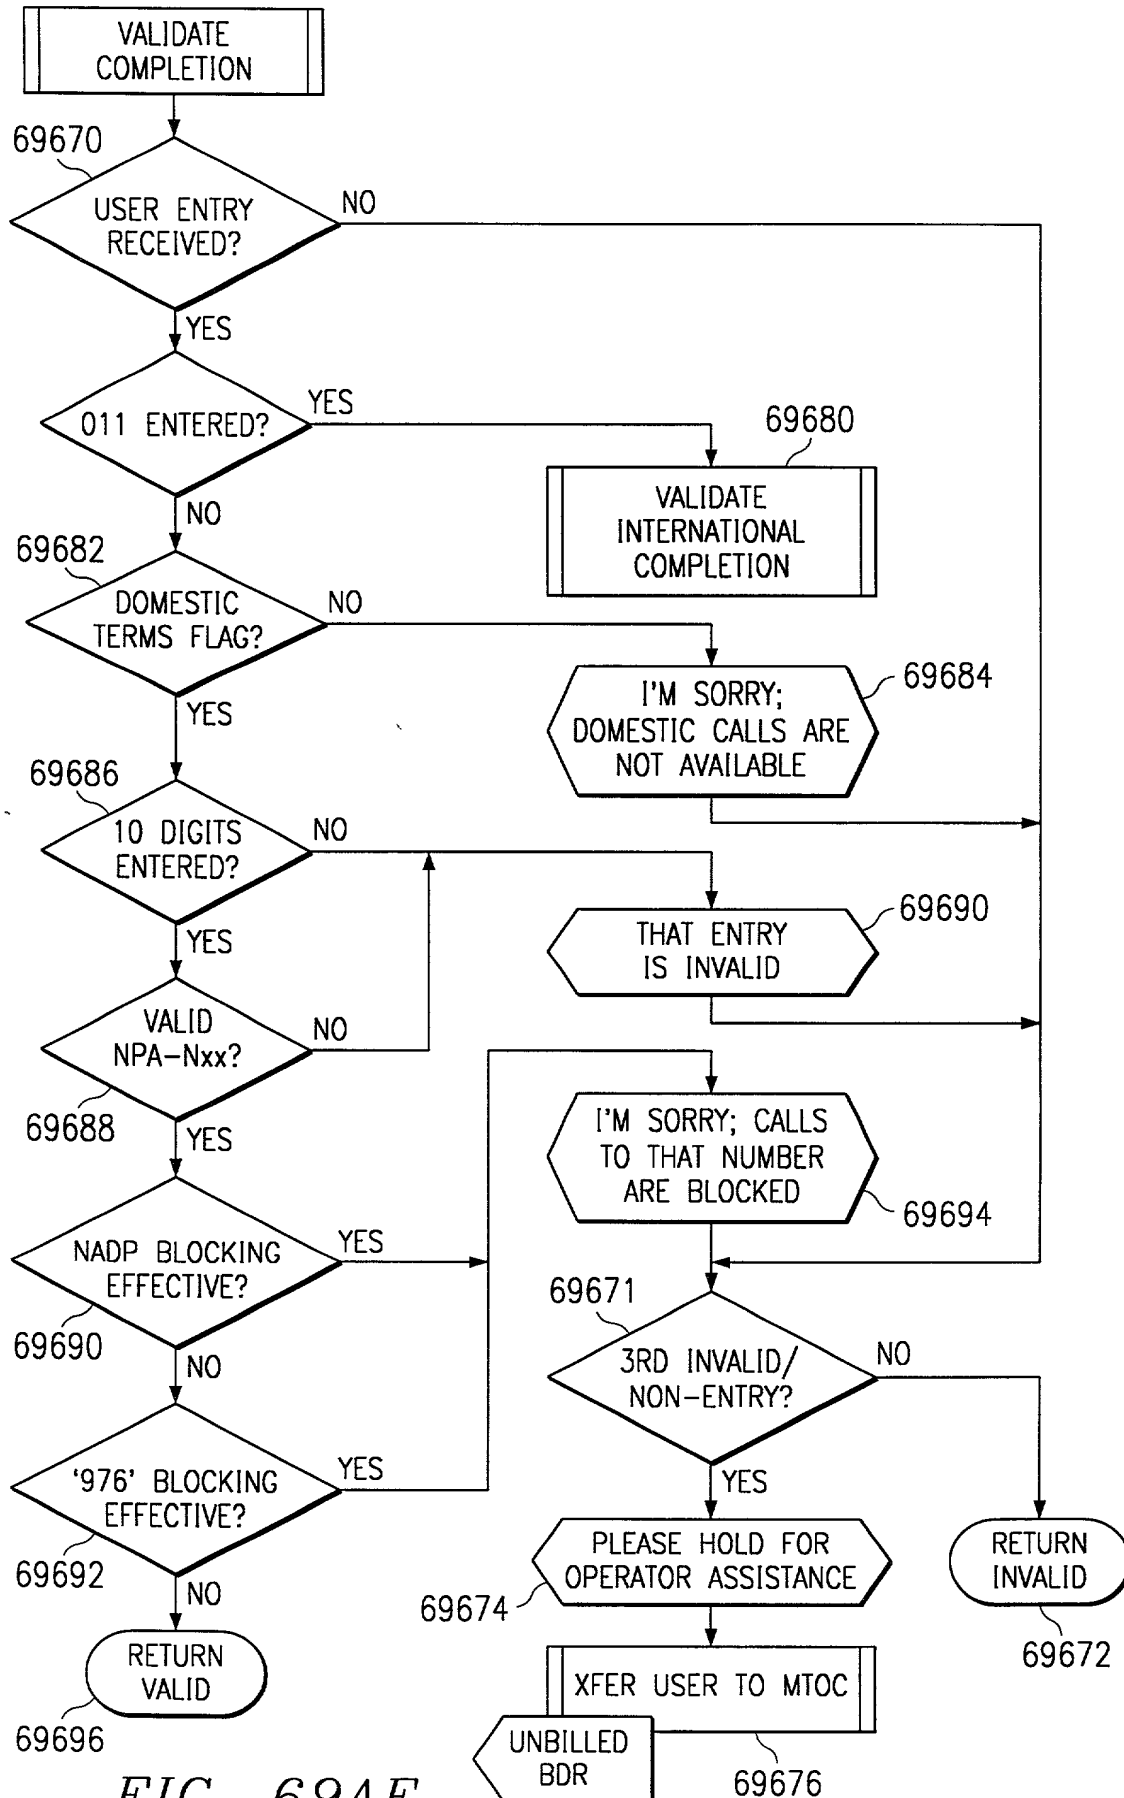 VALIDATE
COMPLETION
69670
USER ENTRY
RECEIVED?
NO
YES
011 ENTERED?
YES
NO
69680
VALIDATE
INTERNATIONAL
COMPLETION
69682
DOMESTIC
TERMS FLAG?
NO
YES
I'M SORRY;
DOMESTIC CALLS ARE
NOT AVAILABLE
69684
69686
10 DIGITS
ENTERED?
NO
YES
THAT ENTRY
IS INVALID
69690
VALID
NPA-Nxx?
NO
69688
YES
I'M SORRY; CALLS
TO THAT NUMBER
ARE BLOCKED
69694
NADP BLOCKING
EFFECTIVE?
YES
69690
NO
69671
3RD INVALID/
NON-ENTRY?
NO
YES
'976' BLOCKING
EFFECTIVE?
YES
69692
NO
PLEASE HOLD FOR
OPERATOR ASSISTANCE
69674
RETURN
INVALID
69672
RETURN
VALID
69696
XFER USER TO MTOC
UNBILLED
BDR
69676
FIG. 69AF